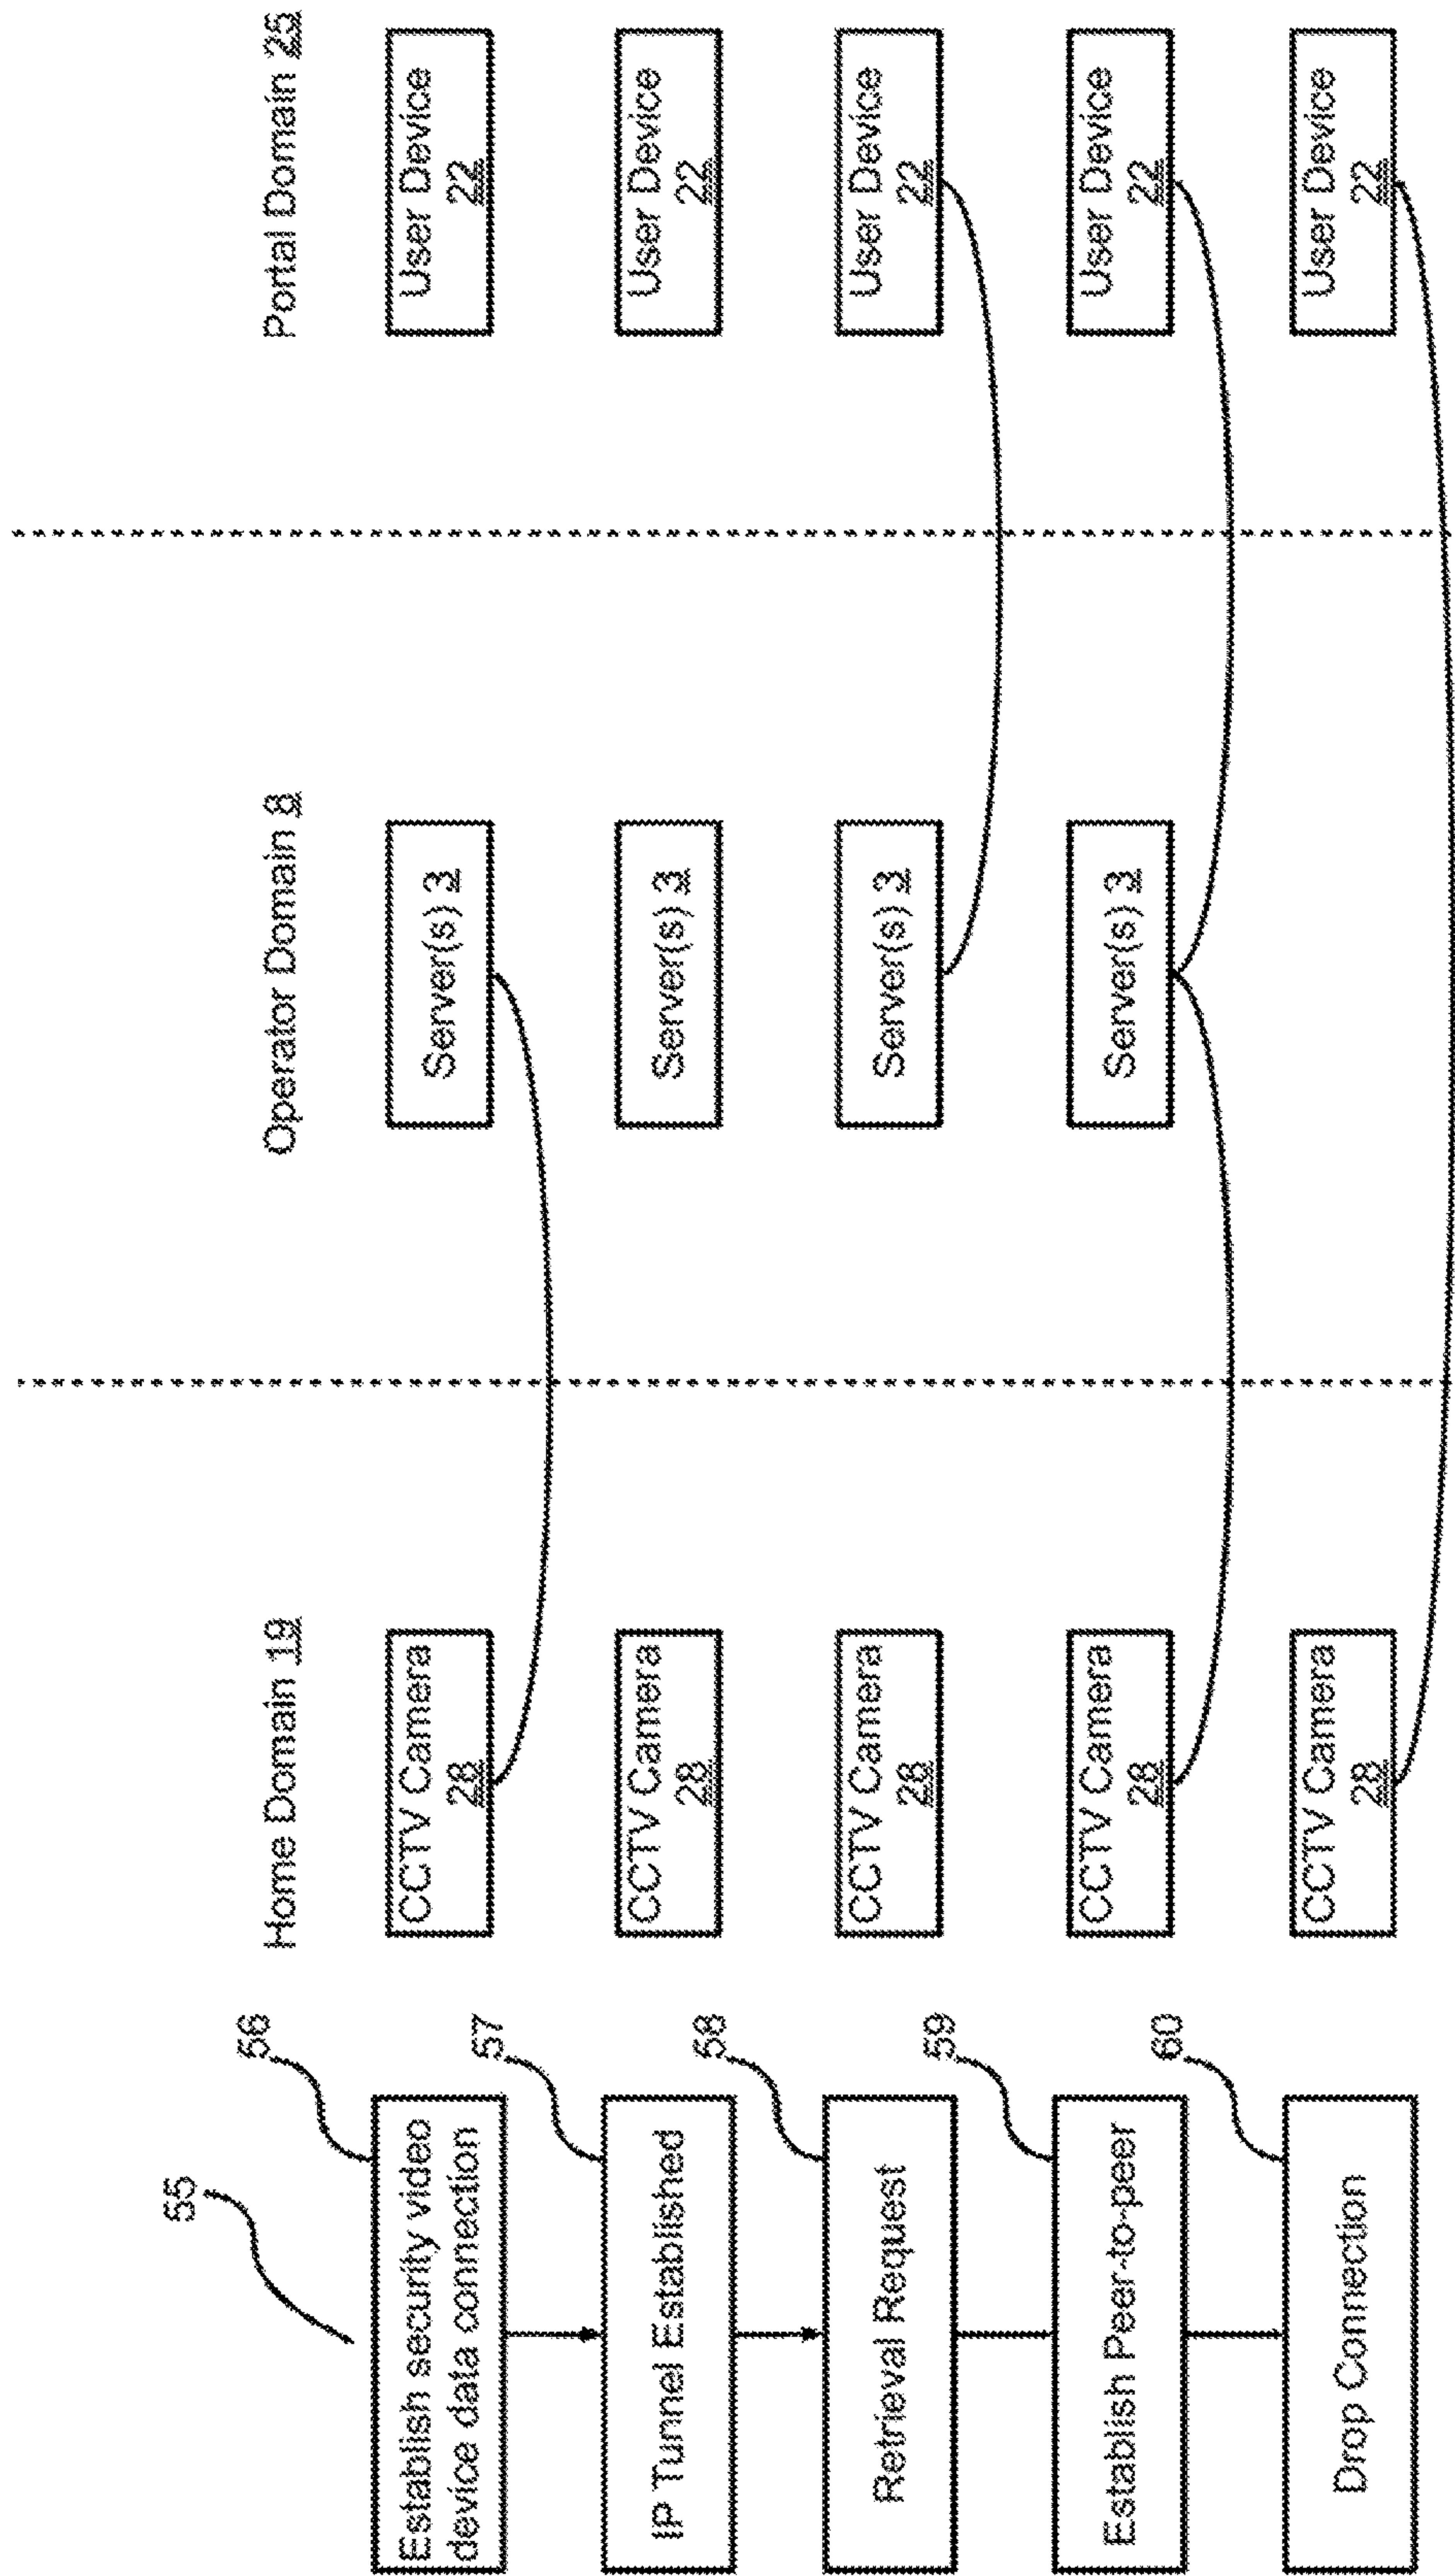 55
Home Domain 19
Operator Domain 8
Portal Domain 25
56
Establish security video
device data connection
CCTV Camera
28
Server(s) 3
User Device
22
57
IP Tunnel Established
CCTV Camera
28
Server(s) 3
User Device
22
58
Retrieval Request
CCTV Camera
28
Server(s) 3
User Device
22
59
Establish Peer-to-peer
CCTV Camera
28
Server(s) 3
User Device
22
60
Drop Connection
CCTV Camera
28
User Device
22